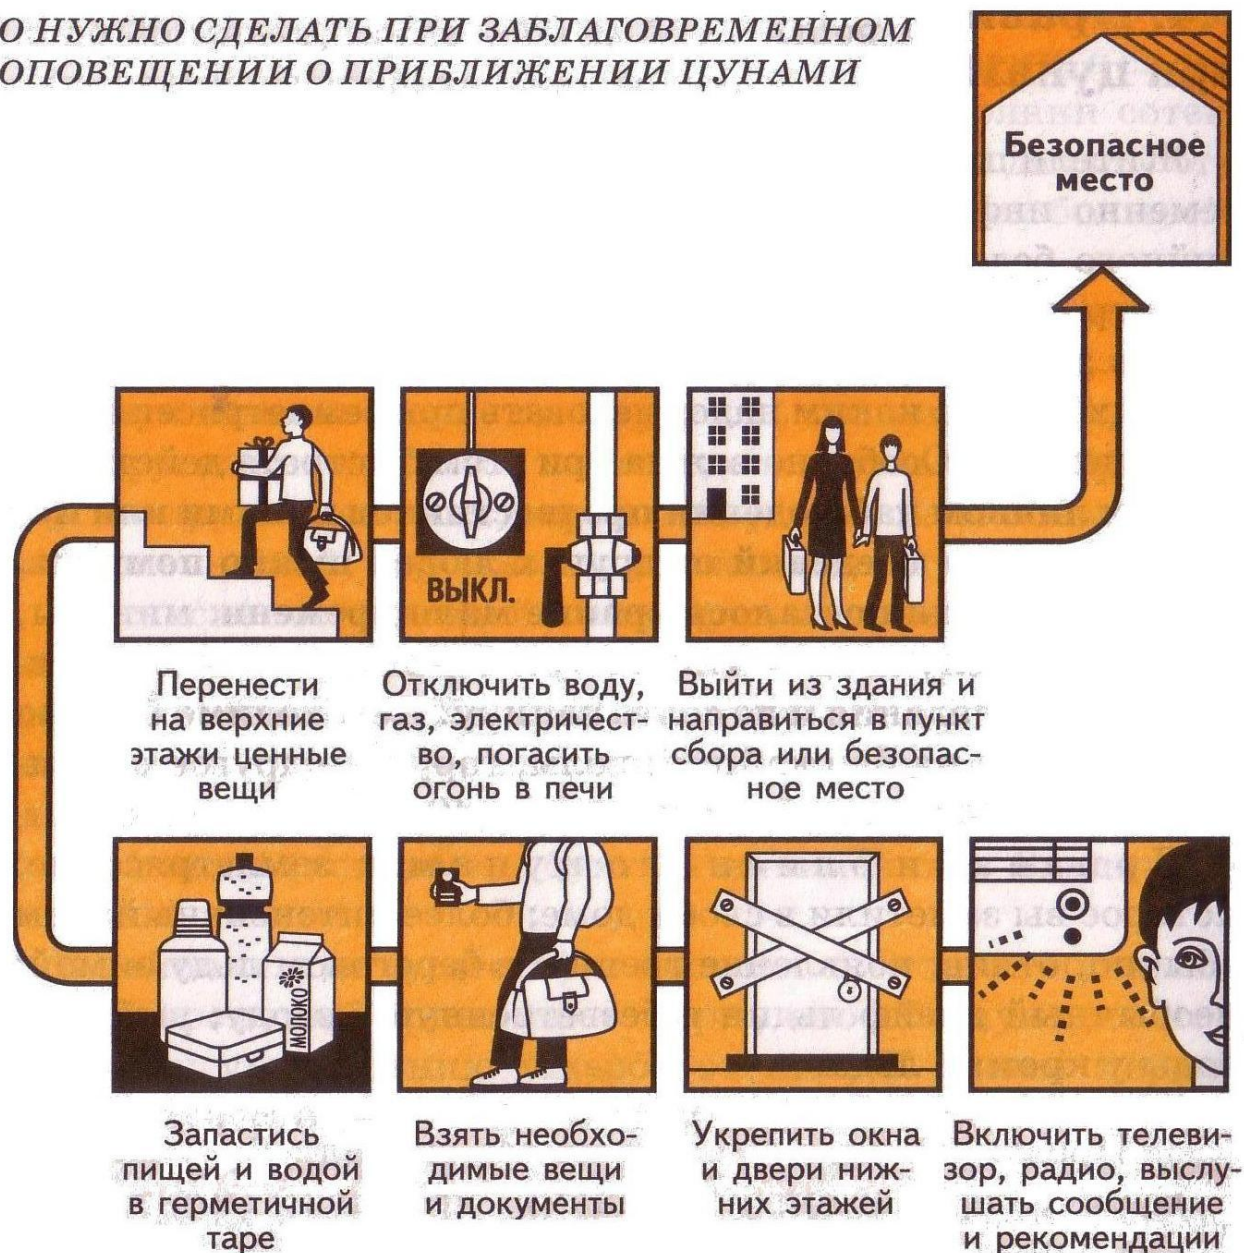 О НУЖНО СДЕЛАТЬ ПРИ ЗАБЛАГОВРЕМЕННОМ
ОПОВЕЩЕНИИ О ПРИБЛИЖЕНИИ ЦУНАМИ
Безопасное
место
ВЫКЛ.
Перенести
на верхние
этажи ценные
вещи
Отключить воду,
газ, электричест-
во, погасить
огонь в печи
Выйти из здания и
направиться в пункт
сбора или безопас-
ное место
МОЛОКО
Запастись
пищей и водой
в герметичной
таре
Взять необхо-
димые вещи
и документы
Укрепить окна
и двери ниж-
них этажей
Включить телеви-
зор, радио, выслу-
шать сообщение
и рекомендации